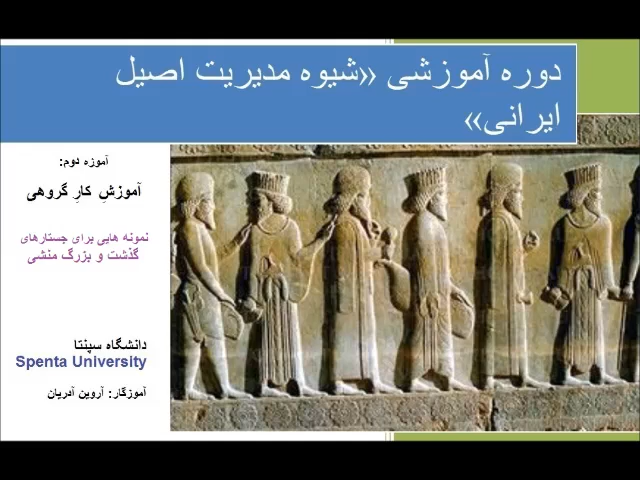 دوره آموزشی «شیوه مدیریت اصیل
ایرانی»
آموزه دوم:
آموزشِ کارِ گروهی
نمونه هایی برای جستارهای
گذشت و بزرگ منشی
دانشگاه سپنتا
Spenta University
آموزگار: آروین آدریان